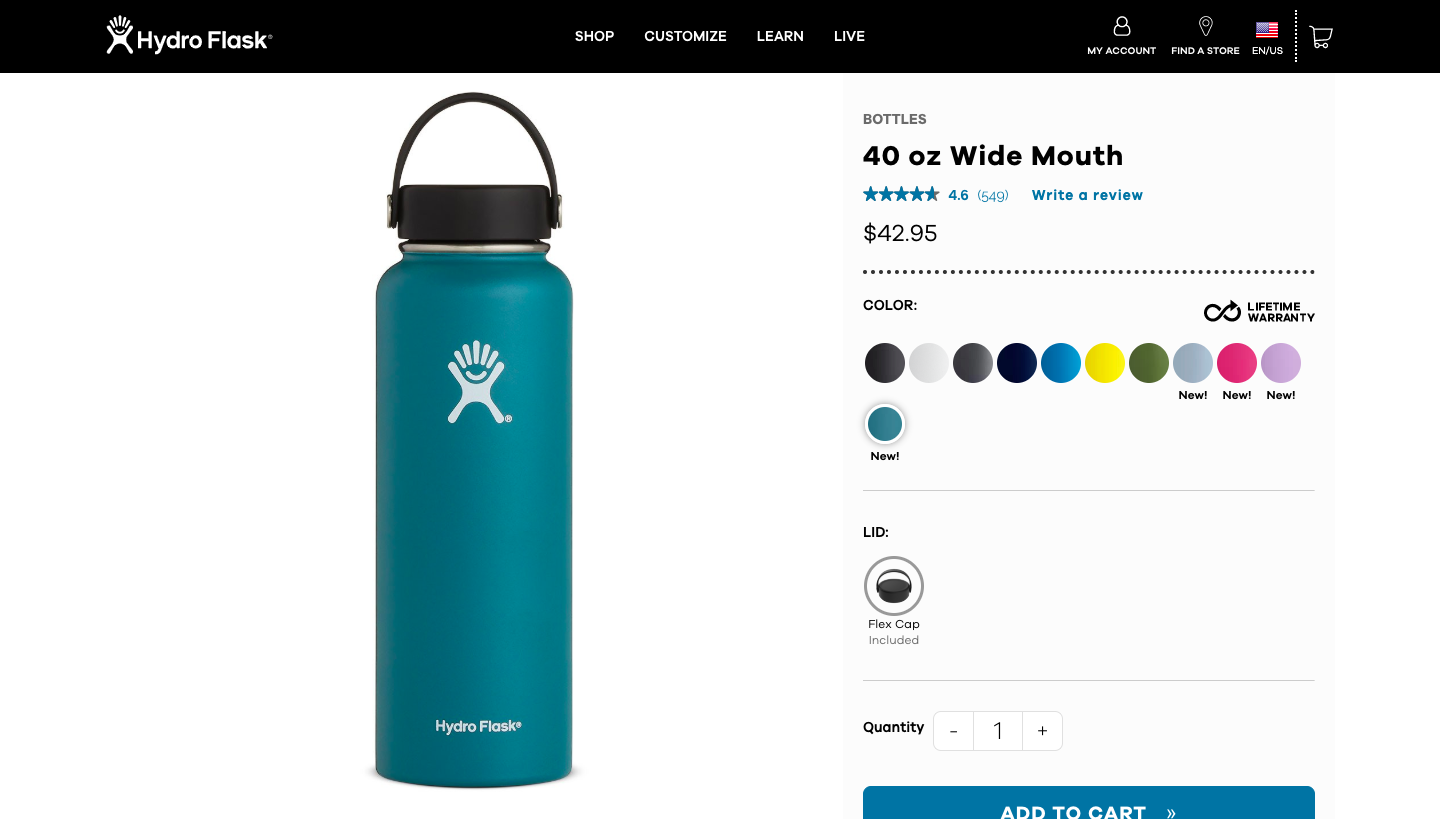 Hydro Flask®
SHOP CUSTOMIZE LEARN LIVE
MY ACCOUNT FIND A STORE EN/US
BOTTLES
40 oz Wide Mouth
4.6 (549) Write a review
$42.95
COLOR:
LIFETIME
WARRANTY
New! New! New!
New!
LID:
Flex Cap
Included
Quantity - 1 +
ADD TO CART »
®
Hydro Flask®